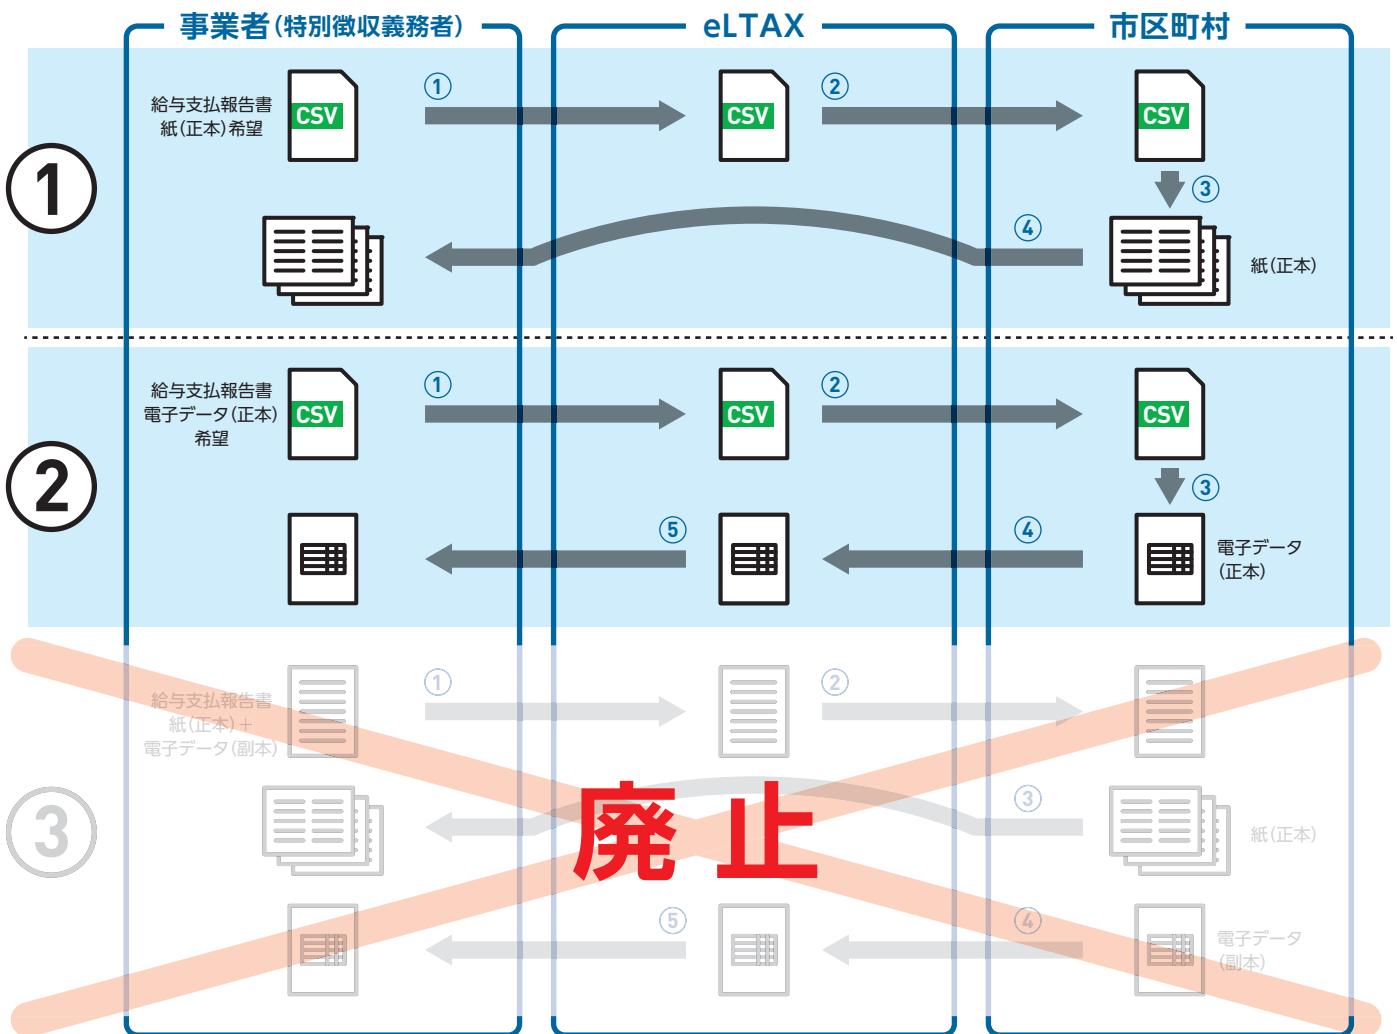 事業者(特別徴収義務者)
eLTAX
市区町村
①
給与支払報告書
紙(正本)希望
CSV
①
CSV
②
CSV
③
④
紙(正本)
②
給与支払報告書
電子データ(正本)
希望
CSV
①
CSV
②
CSV
③
⑤
④
電子データ
(正本)
③
給与支払報告書
紙(正本)+
電子データ(副本)
①
②
廃止
③
紙(正本)
⑤
④
電子データ
(副本)